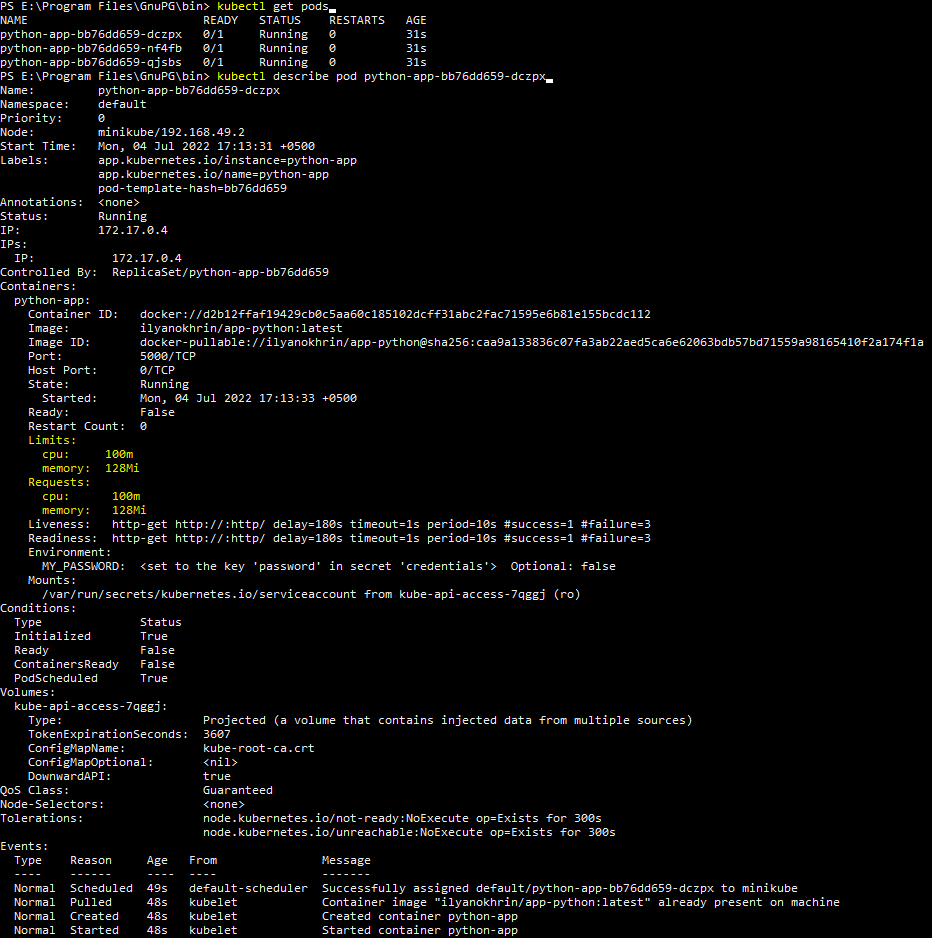 PS E:\Program Files\GnuPG\bin> kubectl get pods
NAME                         READY   STATUS    RESTARTS   AGE
python-app-bb76dd659-dczpx   0/1     Running   0          31s
python-app-bb76dd659-nf4fb   0/1     Running   0          31s
python-app-bb76dd659-qjsbs   0/1     Running   0          31s
PS E:\Program Files\GnuPG\bin> kubectl describe pod python-app-bb76dd659-dczpx
Name:         python-app-bb76dd659-dczpx
Namespace:    default
Priority:     0
Node:         minikube/192.168.49.2
Start Time:   Mon, 04 Jul 2022 17:13:31 +0500
Labels:       app.kubernetes.io/instance=python-app
              app.kubernetes.io/name=python-app
              pod-template-hash=bb76dd659
Annotations:  <none>
Status:       Running
IP:           172.17.0.4
IPs:
  IP:           172.17.0.4
Controlled By:  ReplicaSet/python-app-bb76dd659
Containers:
  python-app:
    Container ID:   docker://d2b12ffaf19429cb0c5aa60c185102dcff31abc2fac71595e6b81e155bcdc112
    Image:          ilyanokhrin/app-python:latest
    Image ID:       docker-pullable://ilyanokhrin/app-python@sha256:caa9a133836c07fa3ab22aed5ca6e62063bdb57bd71559a98165410f2a174f1a
    Port:           5000/TCP
    Host Port:      0/TCP
    State:          Running
      Started:      Mon, 04 Jul 2022 17:13:33 +0500
    Ready:          False
    Restart Count:  0
    Limits:
      cpu:     100m
      memory:  128Mi
    Requests:
      cpu:      100m
      memory:   128Mi
    Liveness:   http-get http://:http/ delay=180s timeout=1s period=10s #success=1 #failure=3
    Readiness:  http-get http://:http/ delay=180s timeout=1s period=10s #success=1 #failure=3
    Environment:
      MY_PASSWORD:  <set to the key 'password' in secret 'credentials'>  Optional: false
    Mounts:
      /var/run/secrets/kubernetes.io/serviceaccount from kube-api-access-7qggj (ro)
Conditions:
  Type              Status
  Initialized       True
  Ready             False
  ContainersReady   False
  PodScheduled      True
Volumes:
  kube-api-access-7qggj:
    Type:                    Projected (a volume that contains injected data from multiple sources)
    TokenExpirationSeconds:  3607
    ConfigMapName:           kube-root-ca.crt
    ConfigMapOptional:       <nil>
    DownwardAPI:             true
QoS Class:                   Guaranteed
Node-Selectors:              <none>
Tolerations:                 node.kubernetes.io/not-ready:NoExecute op=Exists for 300s
                             node.kubernetes.io/unreachable:NoExecute op=Exists for 300s
Events:
  Type    Reason     Age   From               Message
  ----    ------     ----  ----               -------
  Normal  Scheduled  49s   default-scheduler  Successfully assigned default/python-app-bb76dd659-dczpx to minikube
  Normal  Pulled     48s   kubelet            Container image "ilyanokhrin/app-python:latest" already present on machine
  Normal  Created    48s   kubelet            Created container python-app
  Normal  Started    48s   kubelet            Started container python-app